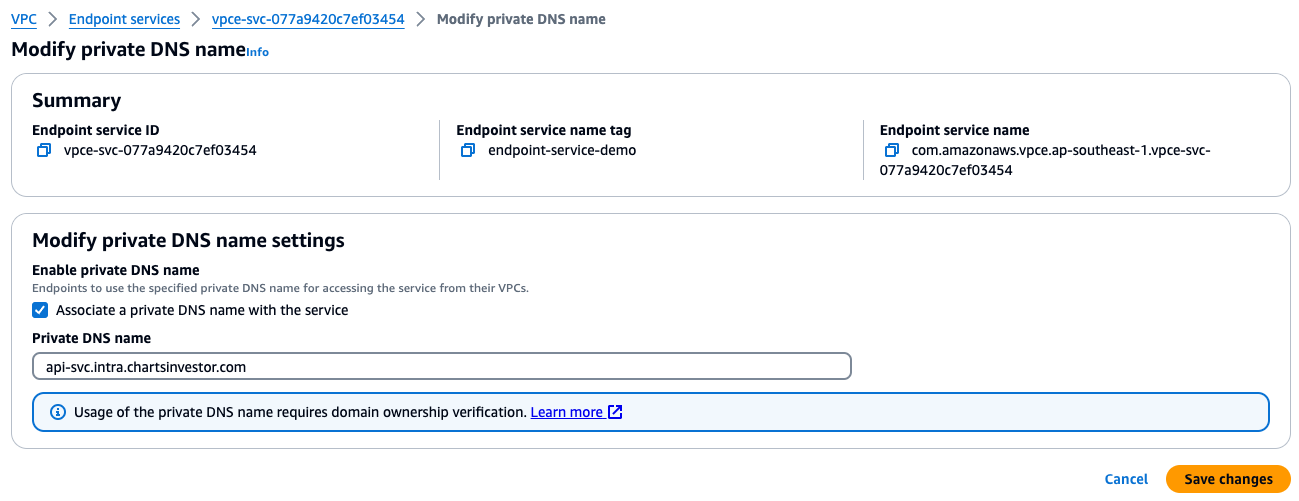 VPC > Endpoint services > vpce-svc-077a9420c7ef03454 > Modify private DNS name
Modify private DNS name Info
Summary
Endpoint service ID
vpce-svc-077a9420c7ef03454
Endpoint service name tag
endpoint-service-demo
Endpoint service name
com.amazonaws.vpce.ap-southeast-1.vpce-svc-
077a9420c7ef03454
Modify private DNS name settings
Enable private DNS name
Endpoints to use the specified private DNS name for accessing the service from their VPCs.
Associate a private DNS name with the service
Private DNS name
api-svc.intra.chartsinvestor.com
Usage of the private DNS name requires domain ownership verification. Learn more
Cancel
Save changes